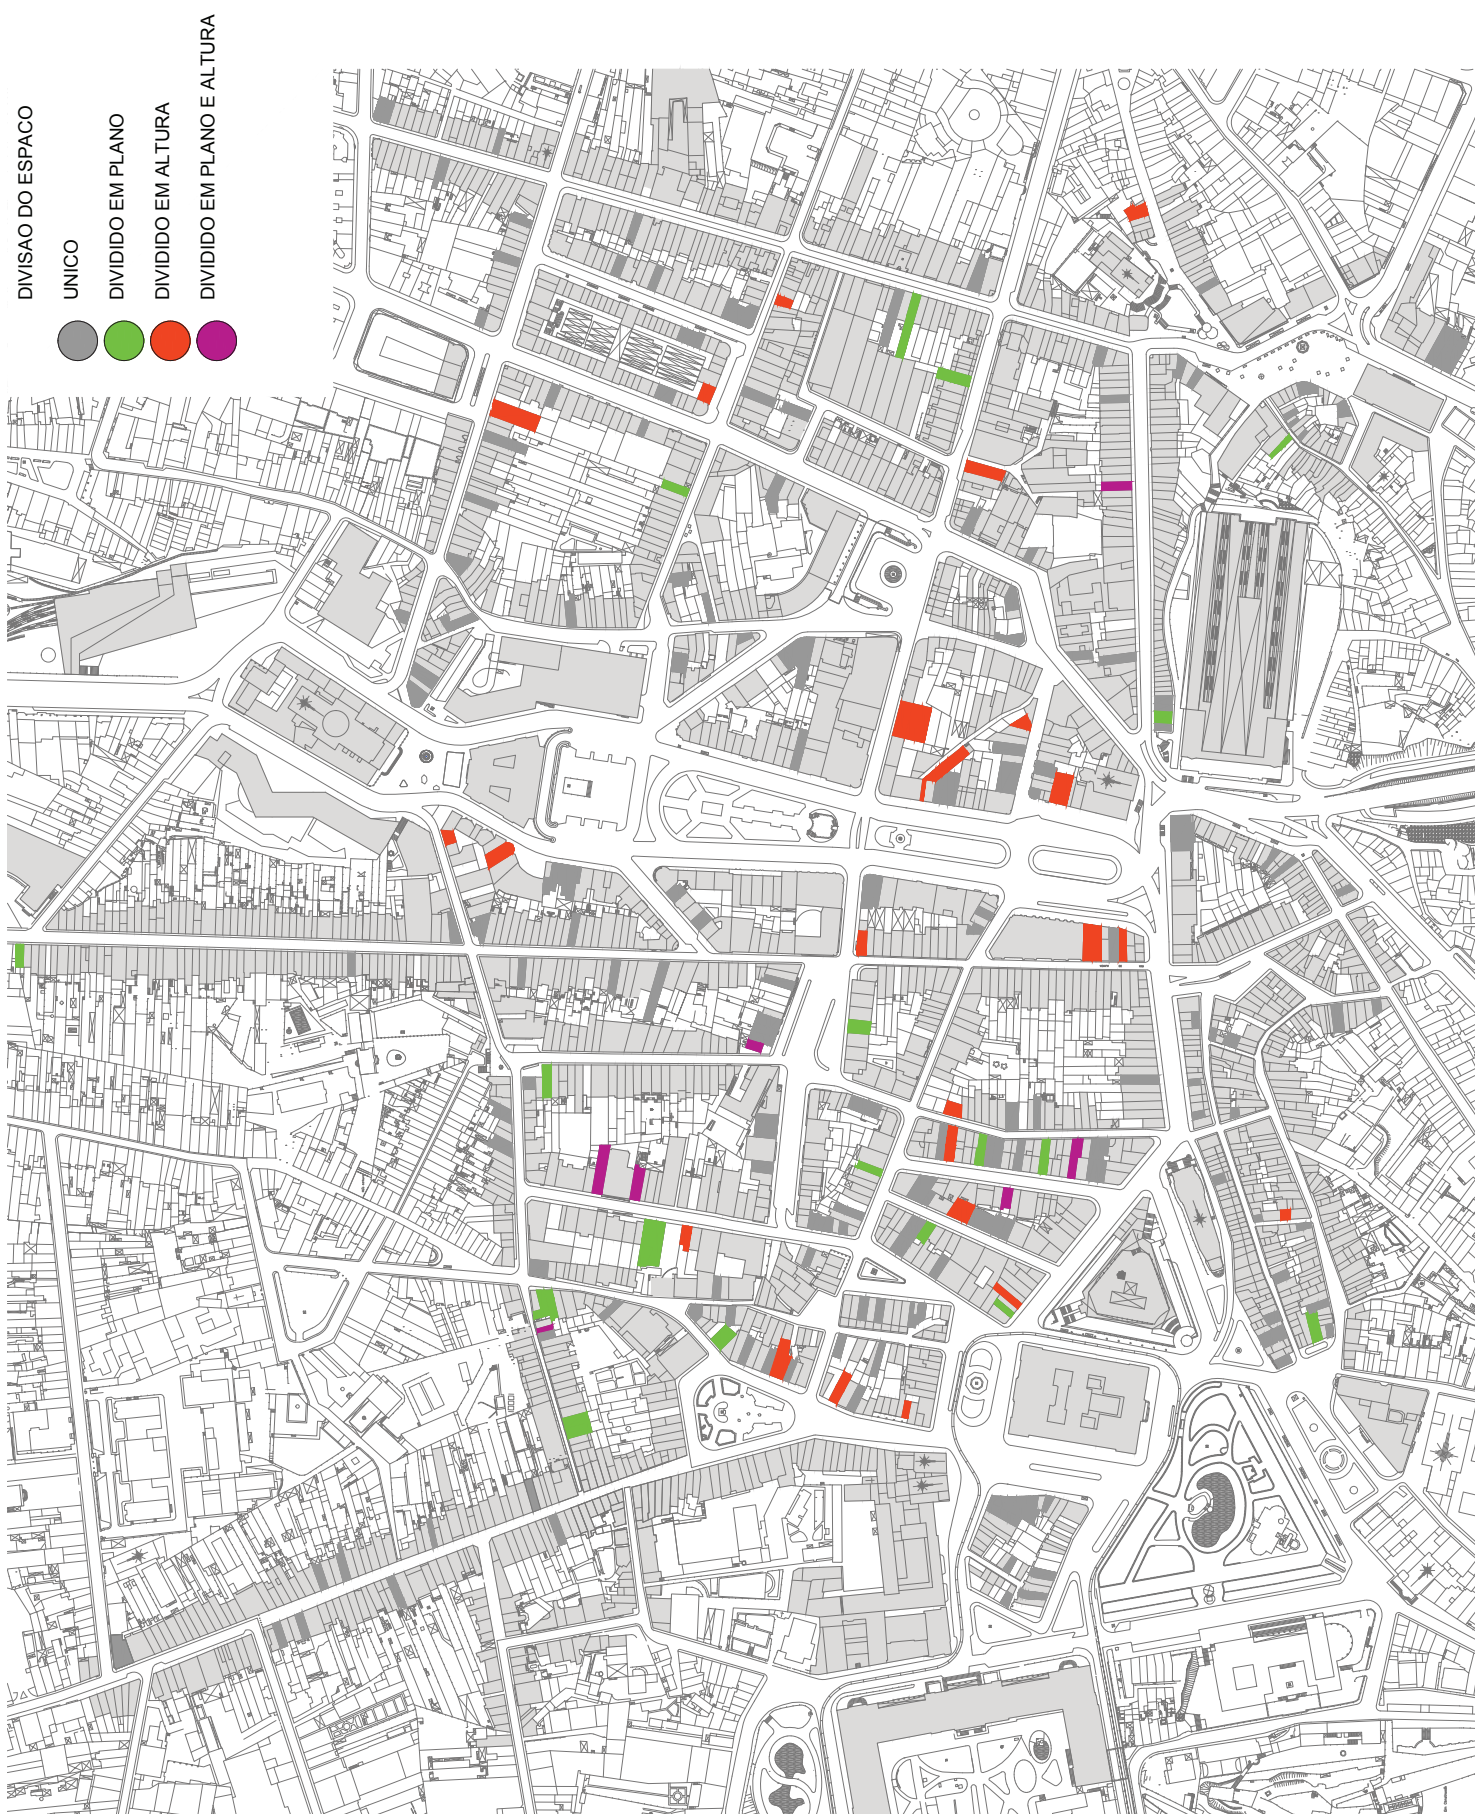 DIVISAO DO ESPACO
UNICO
DIVIDIDO EM PLANO
DIVIDIDO EM ALTURA
DIVIDIDO EM PLANO E ALTURA